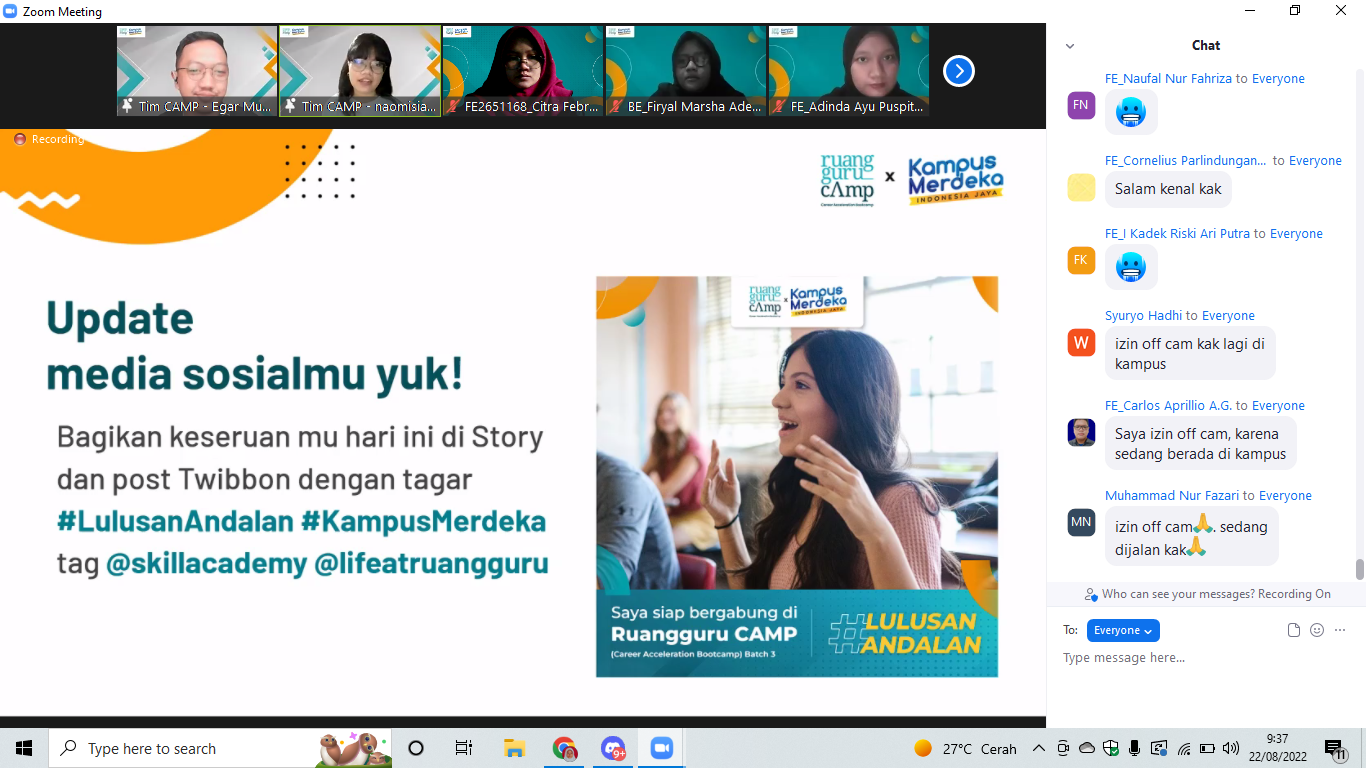 Zoom Meeting
Tim CAMP - Egar Mu...
Tim CAMP - naomisia...
FE2651168_Citra Febr...
BE_Firyal Marsha Ade...
FE_Adinda Ayu Puspit...
Recording
ruang
guru
cAmp
Career Acceleration Bootcamp
x
Kampus
Merdeka
INDONESIA JAYA
Update
media sosialmu yuk!
Bagikan keseruan mu hari ini di Story
dan post Twibbon dengan tagar
#LulusanAndalan #KampusMerdeka
tag @skillacademy @lifeatruangguru
ruang
guru
cAmp
x
Kampus
Merdeka
INDONESIA JAYA
Saya siap bergabung di
Ruangguru CAMP
(Career Acceleration Bootcamp) Batch 3
#LULUSAN
ANDALAN
Chat
FE_Naufal Nur Fahriza to Everyone
FN
FE_Cornelius Parlindungan... to Everyone
Salam kenal kak
FE_I Kadek Riski Ari Putra to Everyone
FK
Syuryo Hadhi to Everyone
W
izin off cam kak lagi di
kampus
FE_Carlos Aprillio A.G. to Everyone
Saya izin off cam, karena
sedang berada di kampus
Muhammad Nur Fazari to Everyone
MN
izin off cam🙏. sedang
dijalan kak🙏
Who can see your messages? Recording On
To: Everyone
Type message here...
Type here to search
9+
27°C Cerah
9:37
22/08/2022
11